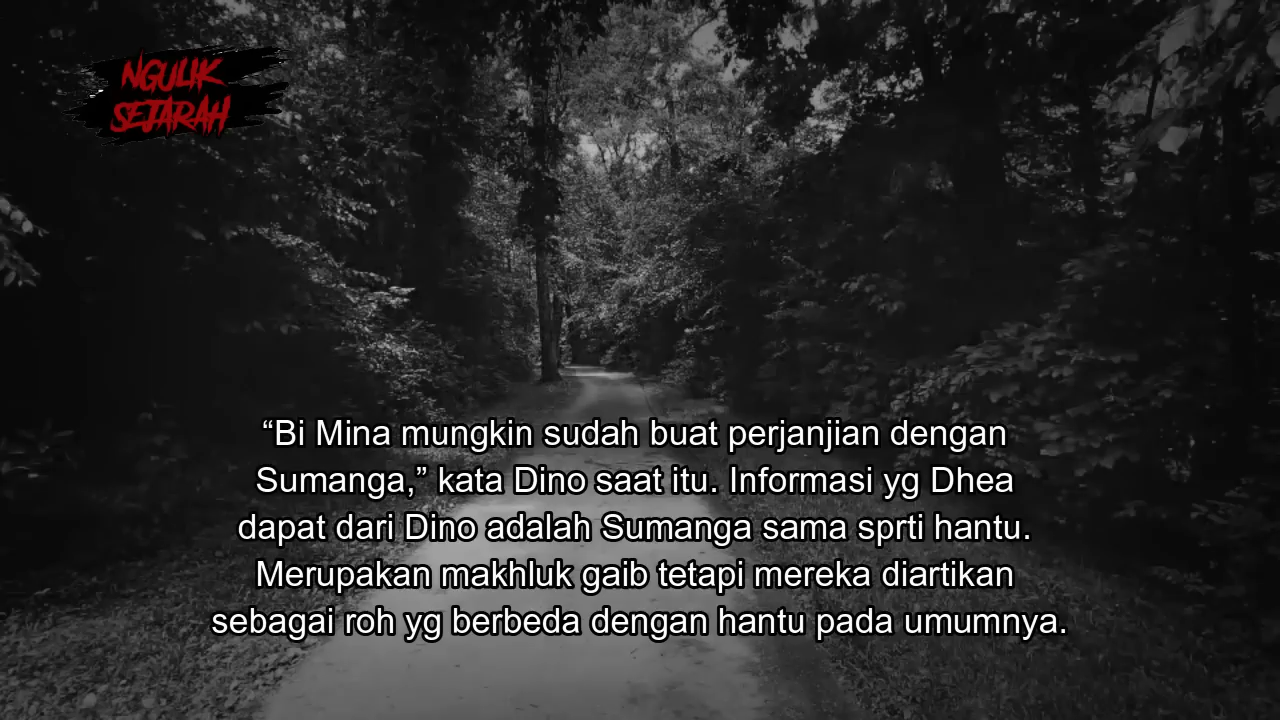 NGULIK
SEJARAH
“Bi Mina mungkin sudah buat perjanjian dengan
Sumanga,” kata Dino saat itu. Informasi yg Dhea
dapat dari Dino adalah Sumanga sama sprti hantu.
Merupakan makhluk gaib tetapi mereka diartikan
sebagai roh yg berbeda dengan hantu pada umumnya.